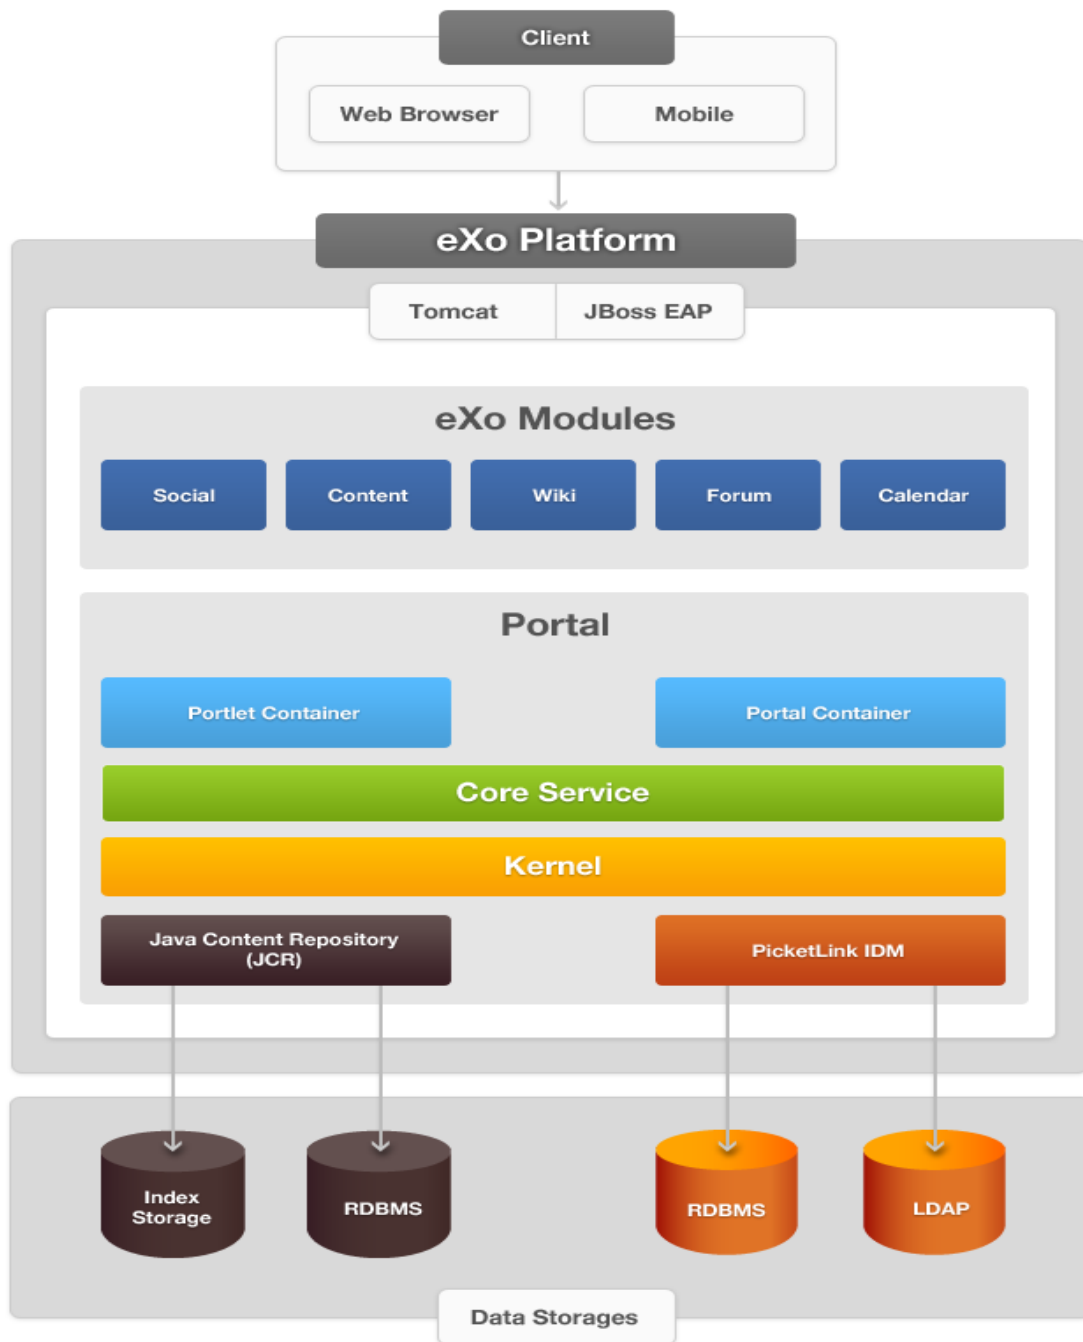 Client
Web Browser
Mobile
eXo Platform
Tomcat
JBoss EAP
eXo Modules
Social
Content
Wiki
Forum
Calendar
Portal
Portlet Container
Portal Container
Core Service
Kernel
Java Content Repository
(JCR)
PicketLink IDM
Index
Storage
RDBMS
RDBMS
LDAP
Data Storages